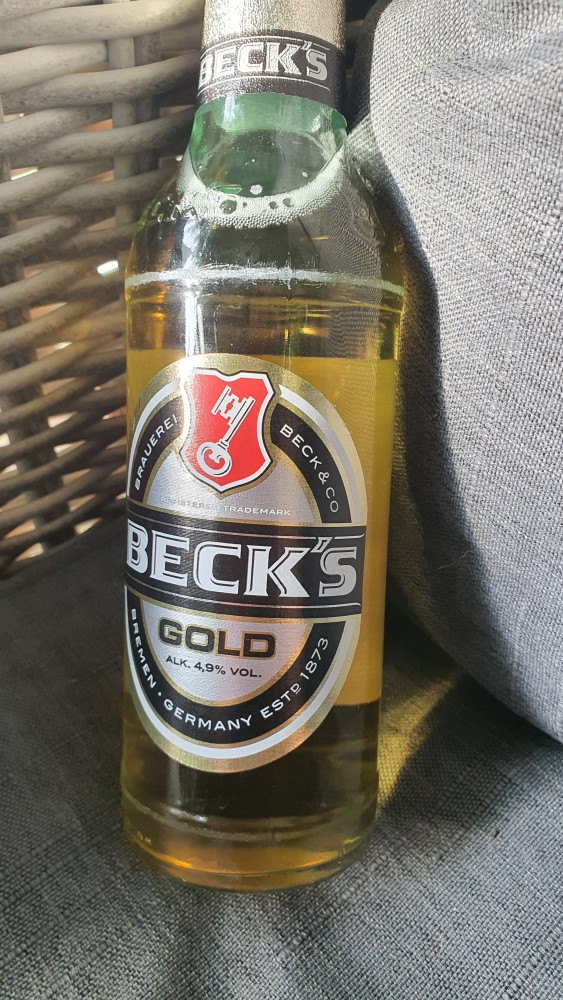 BECK'S
BRAUEREI BECK & CO
REGISTERED TRADEMARK
BECK'S
GOLD
ALK. 4,9% VOL.
BREMEN · GERMANY ESTD 1873